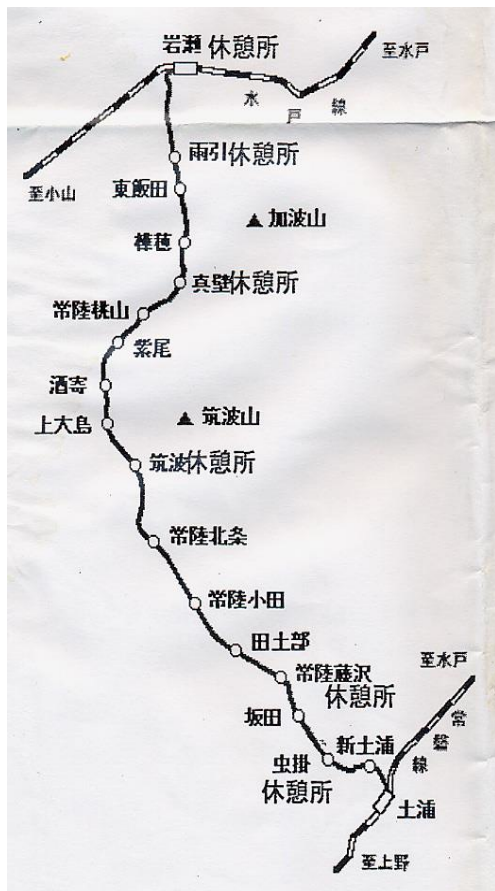 岩瀬 休憩所
至水戸
水戸線
至小山
雨引休憩所
東飯田
加波山
樺穂
真壁休憩所
常陸桃山
紫尾
酒寄
上大島
筑波山
筑波休憩所
常陸北条
常陸小田
田土部
至水戸
常陸藤沢
休憩所
常磐線
坂田
新土浦
虫掛
休憩所
土浦
至上野